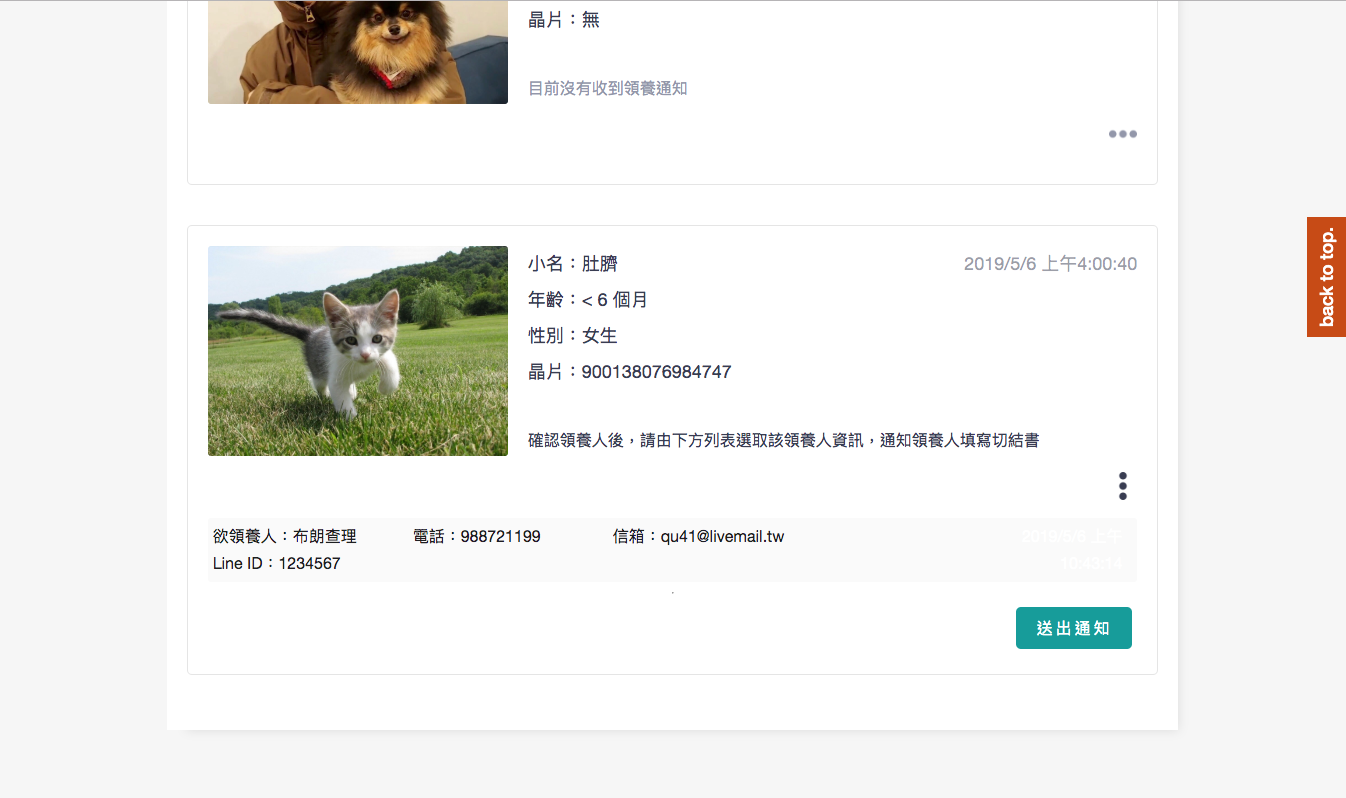 晶片：無
目前沒有收到領養通知
小名：肚臍
2019/5/6 上午4:00:40
年齡：< 6 個月
性別：女生
晶片：900138076984747
確認領養人後，請由下方列表選取該領養人資訊，通知領養人填寫切結書
欲領養人：布朗查理 電話：988721199 信箱：qu41@livemail.tw
2019/5/6 上午
Line ID：1234567
10:43:14
送出通知
back to top.